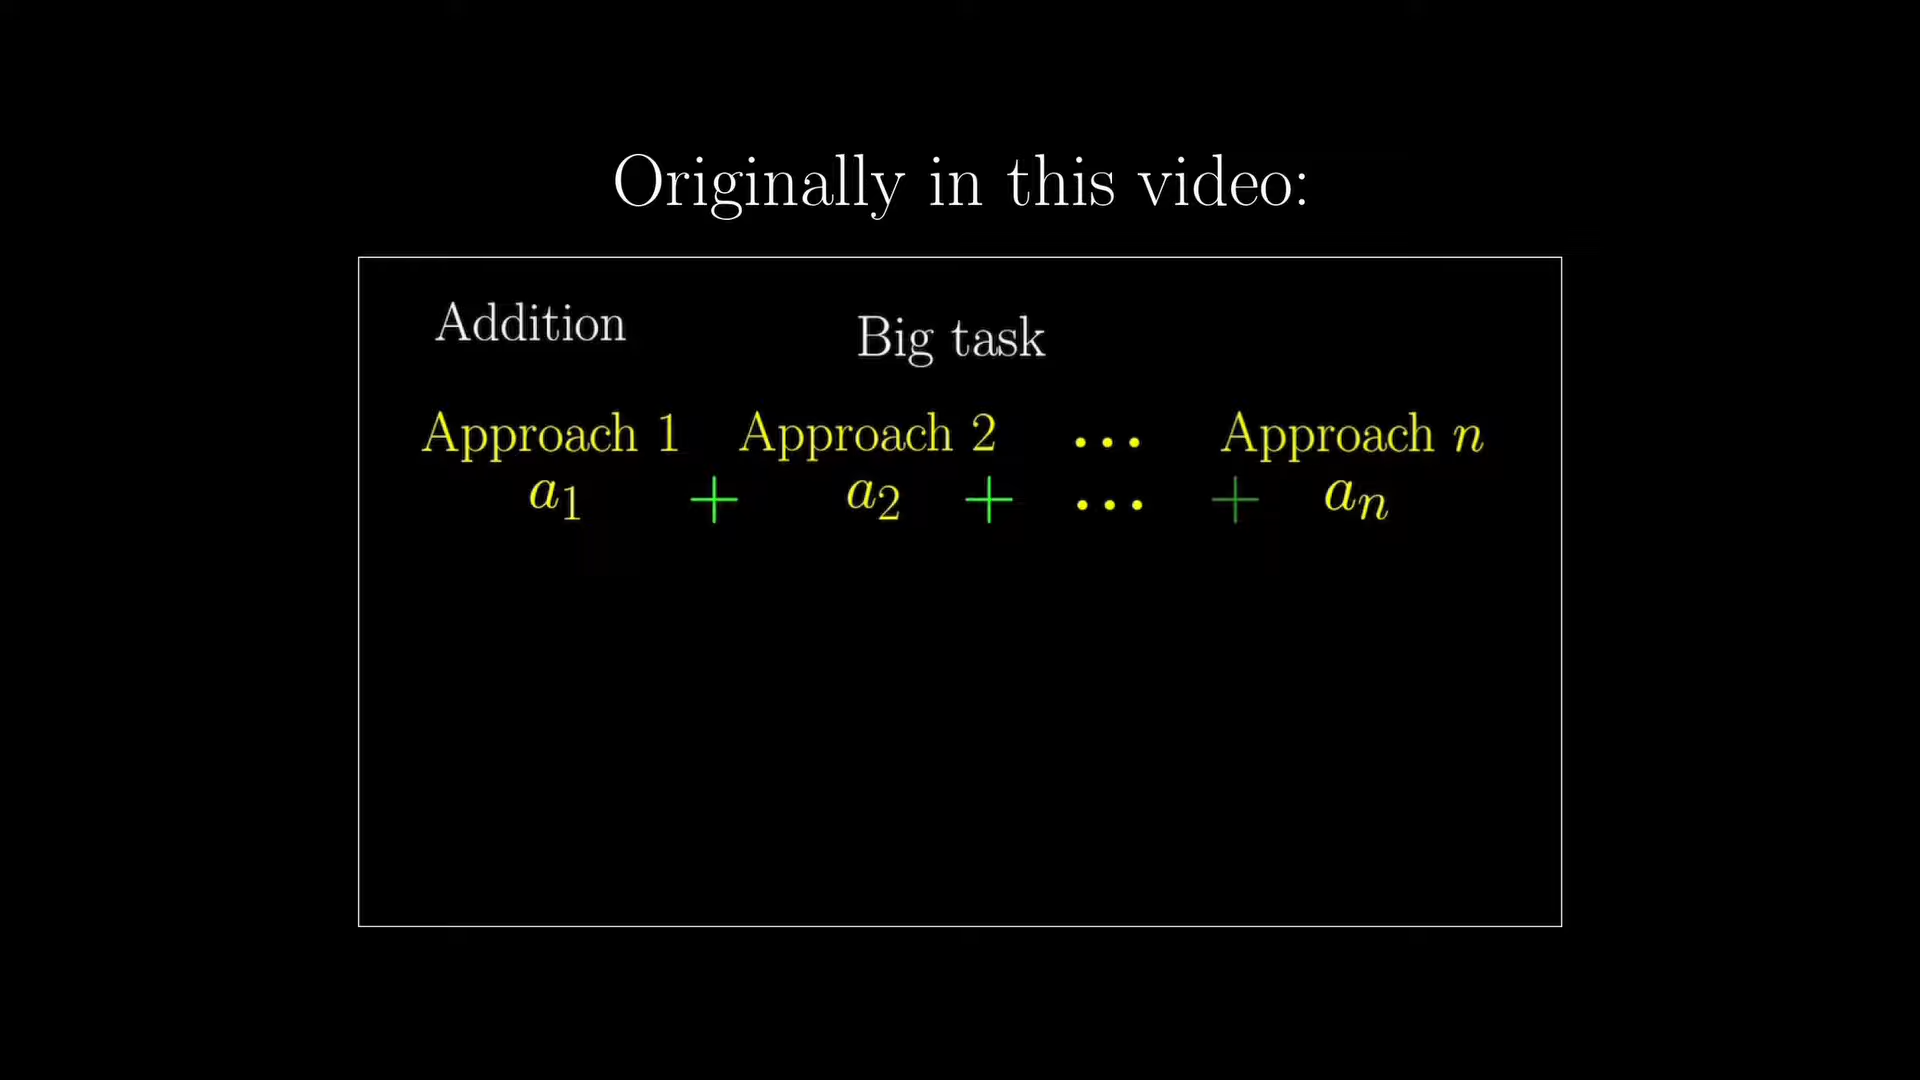 Originally in this video:
Addition
Big task
Approach 1 Approach 2 ... Approach n
a₁ + a₂ + ... + aₙ